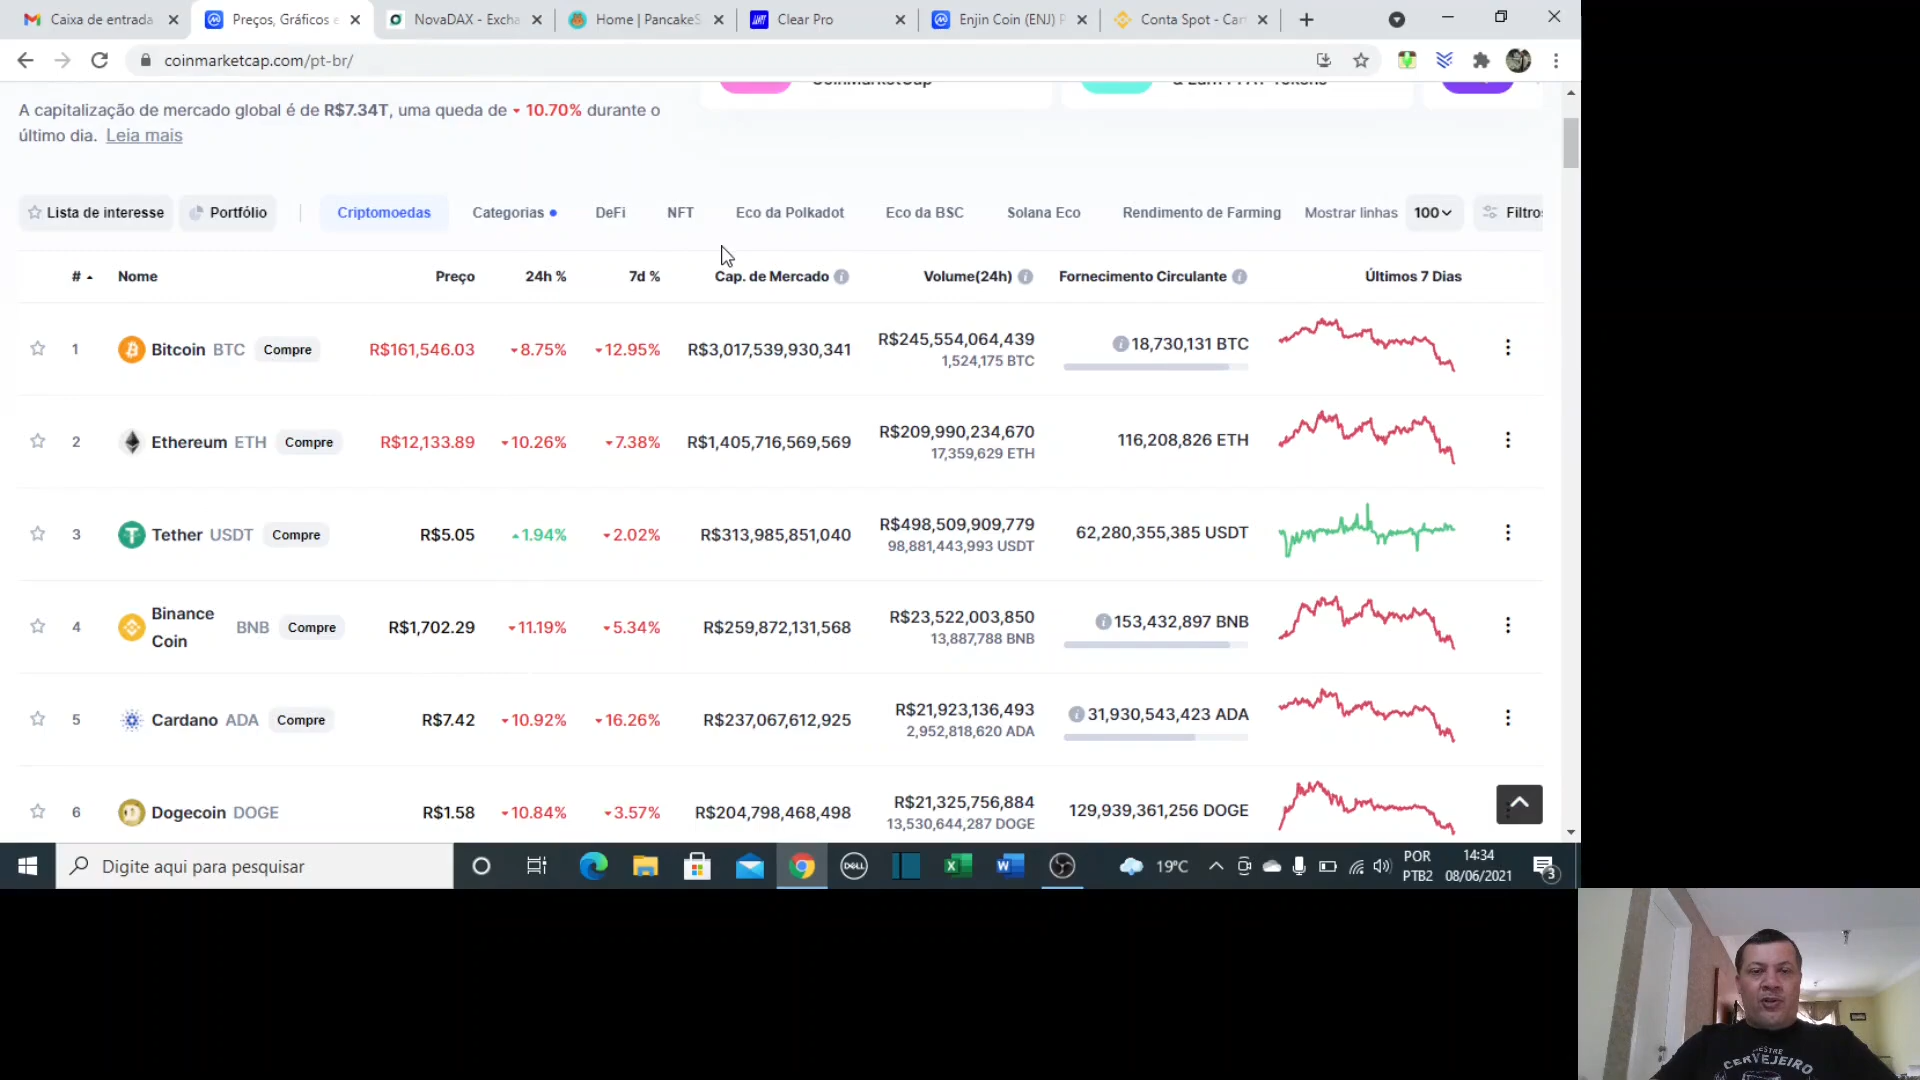 Caixa de entrada
Preços, Gráficos e
NovaDAX - Excha
Home | PancakeS
Clear Pro
Enjin Coin (ENJ) P
Conta Spot - Car
coinmarketcap.com/pt-br/
CoinMarketCap
A capitalização de mercado global é de R$7.34T, uma queda de 10.70% durante o
último dia. Leia mais
Lista de interesse
Portfólio
Criptomoedas
Categorias
DeFi
NFT
Eco da Polkadot
Eco da BSC
Solana Eco
Rendimento de Farming
Mostrar linhas
100
Filtros
# Nome Preço 24h % 7d % Cap. de Mercado Volume(24h) Fornecimento Circulante Últimos 7 Dias
1 Bitcoin BTC Compre R$161,546.03 8.75% 12.95% R$3,017,539,930,341 R$245,554,064,439 18,730,131 BTC
1,524,175 BTC
2 Ethereum ETH Compre R$12,133.89 10.26% 7.38% R$1,405,716,569,569 R$209,990,234,670 116,208,826 ETH
17,359,629 ETH
3 Tether USDT Compre R$5.05 1.94% 2.02% R$313,985,851,040 R$498,509,909,779 62,280,355,385 USDT
98,881,443,993 USDT
4 Binance Coin BNB Compre R$1,702.29 11.19% 5.34% R$259,872,131,568 R$23,522,003,850 153,432,897 BNB
13,887,788 BNB
5 Cardano ADA Compre R$7.42 10.92% 16.26% R$237,067,612,925 R$21,923,136,493 31,930,543,423 ADA
2,952,818,620 ADA
6 Dogecoin DOGE R$1.58 10.84% 3.57% R$204,798,468,498 R$21,325,756,884 129,939,361,256 DOGE
13,530,644,287 DOGE
Digite aqui para pesquisar
DELL
19°C
POR
PTB2
14:34
08/06/2021
3
MESTRE
CERVEJEIRO